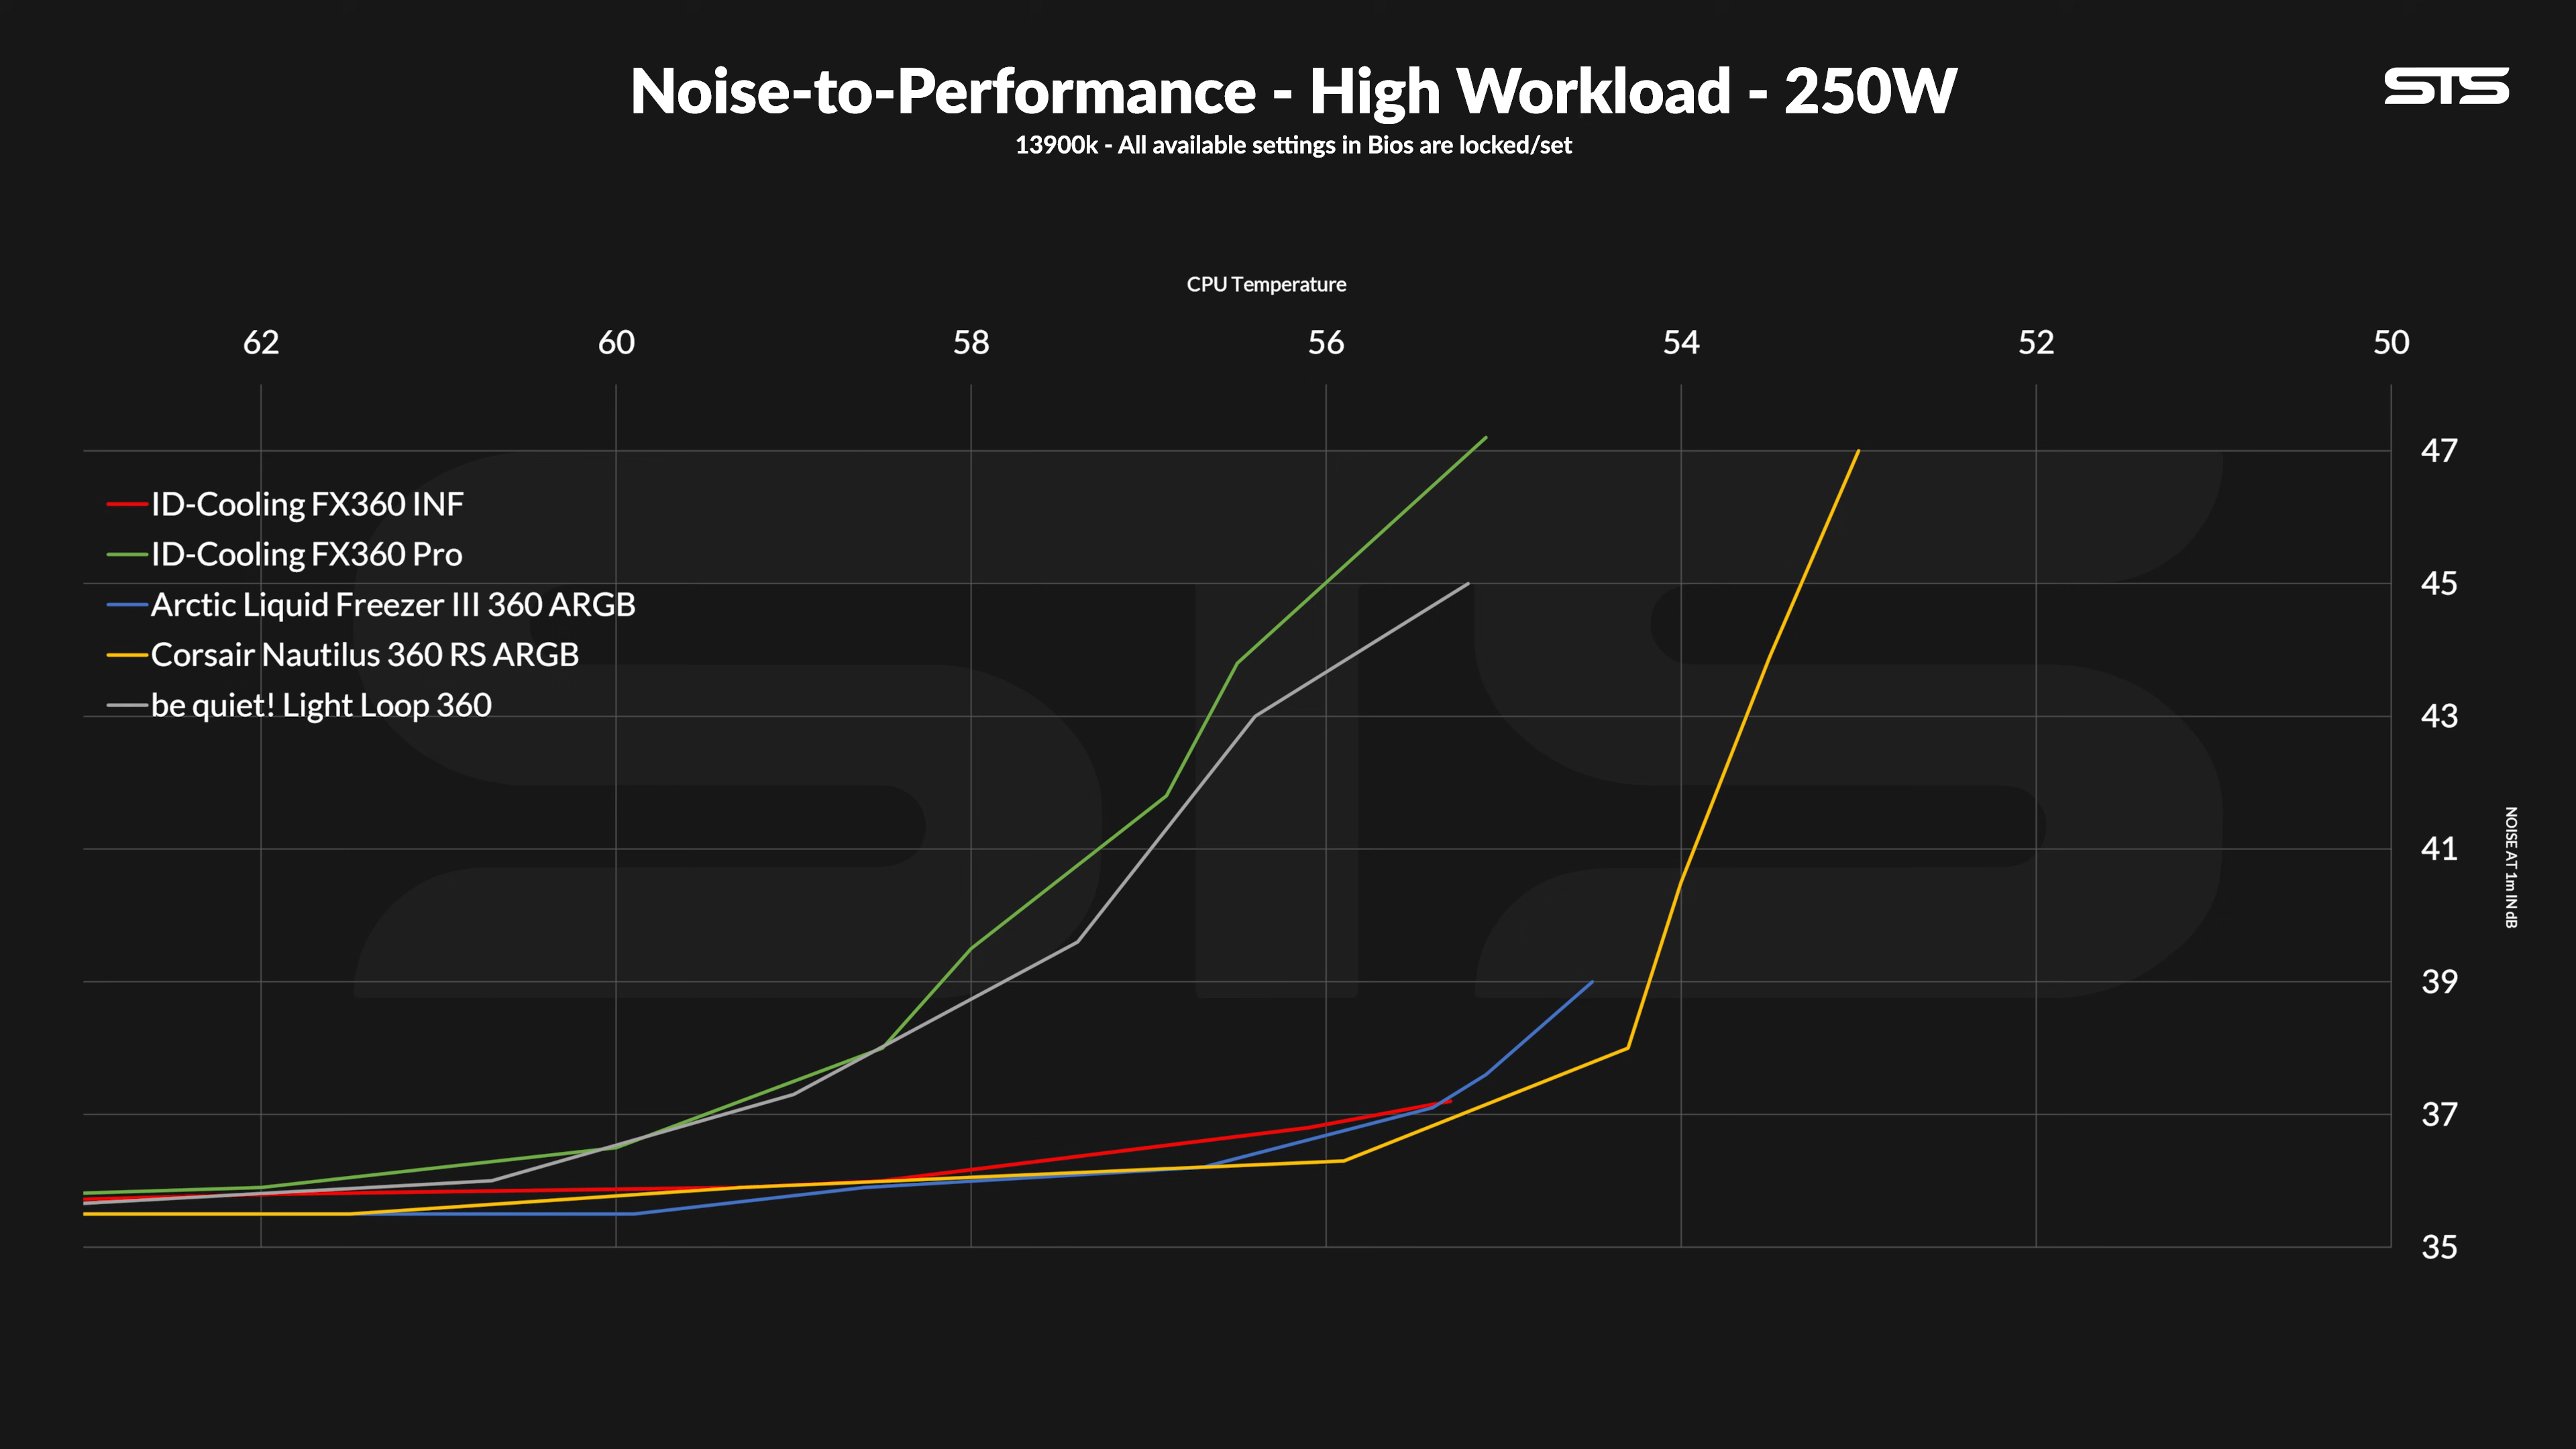 Noise-to-Performance - High Workload - 250W
STS
13900k - All available settings in Bios are locked/set
CPU Temperature
62 60 58 56 54 52 50
47
ID-Cooling FX360 INF
ID-Cooling FX360 Pro
45
Arctic Liquid Freezer III 360 ARGB
Corsair Nautilus 360 RS ARGB
be quiet! Light Loop 360
43
41
NOISE AT 1m IN dB
39
37
35